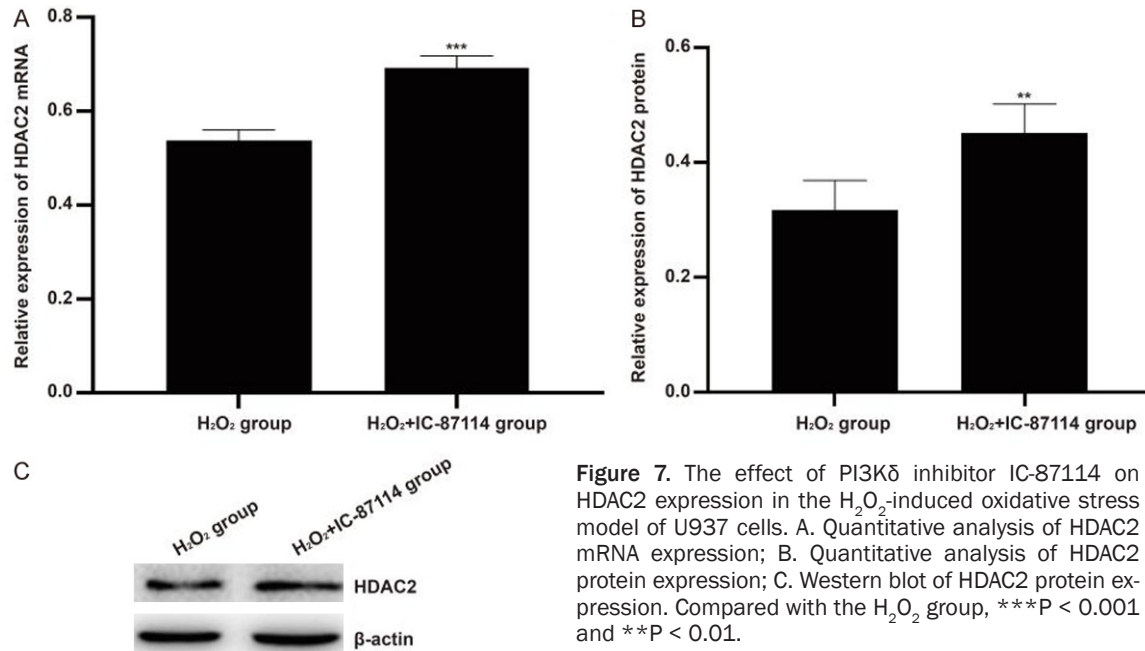 A
Relative expression of HDAC2 mRNA
0.8
0.6
0.4
0.2
0.0
***
H₂O₂ group
H₂O₂+IC-87114 group
B
Relative expression of HDAC2 protein
0.6
0.4
0.2
0.0
**
H₂O₂ group
H₂O₂+IC-87114 group
C
H₂O₂ group
H₂O₂+IC-87114 group
HDAC2
β-actin
Figure 7. The effect of PI3Kδ inhibitor IC-87114 on
HDAC2 expression in the H₂O₂-induced oxidative stress
model of U937 cells. A. Quantitative analysis of HDAC2
mRNA expression; B. Quantitative analysis of HDAC2
protein expression; C. Western blot of HDAC2 protein ex-
pression. Compared with the H₂O₂ group, ***P < 0.001
and **P < 0.01.